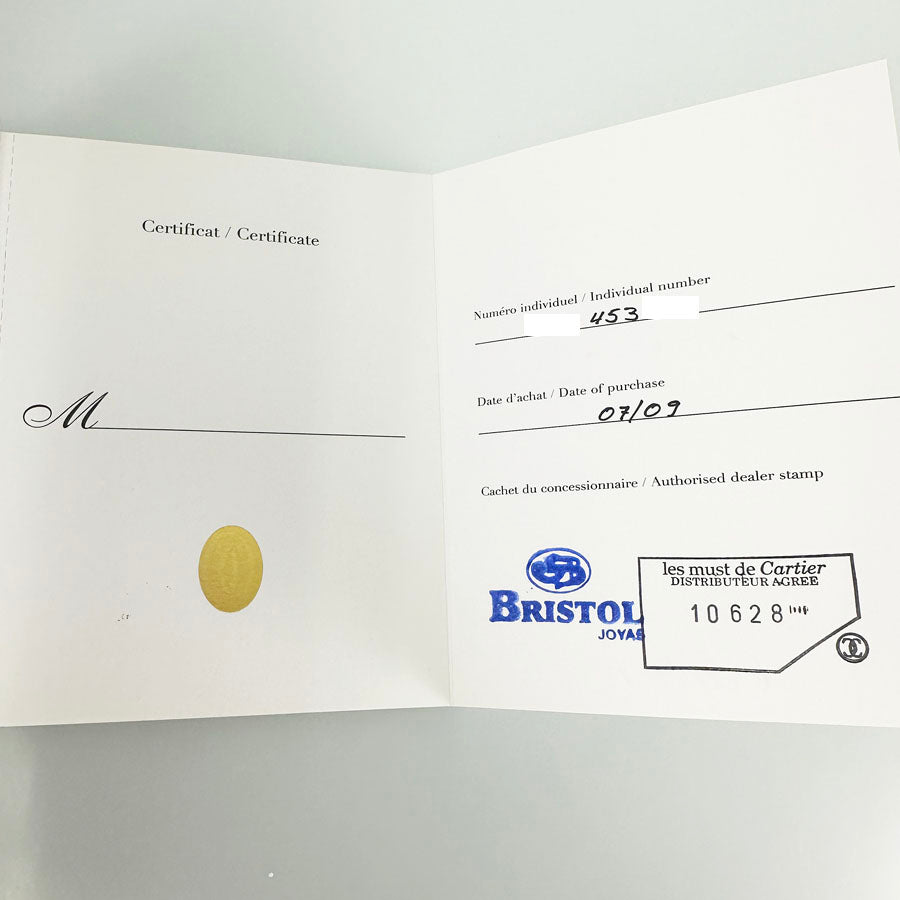 Certificat / Certificate
M
Numéro individuel / Individual number
453
Date d'achat / Date of purchase
07/09
Cachet du concessionnaire / Authorised dealer stamp
BRISTOL
JOYAS
les must de Cartier
DISTRIBUTEUR AGREE
10628